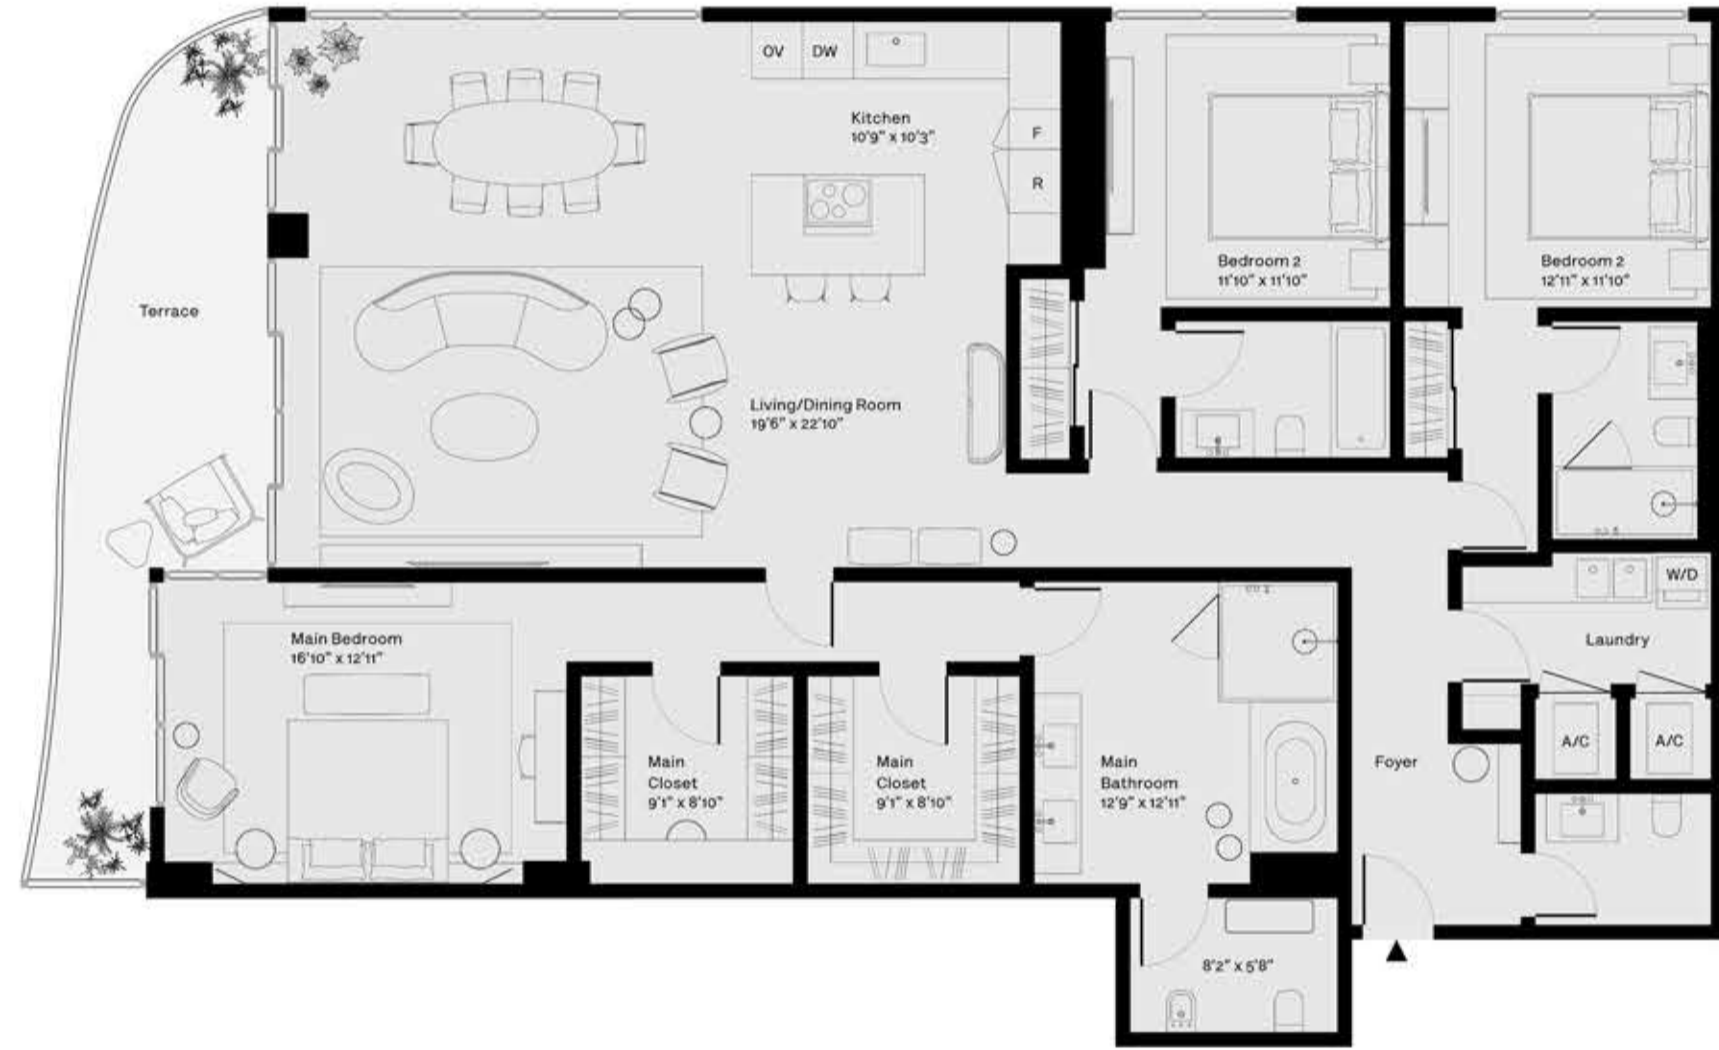 OV
DW
Kitchen
10'9" x 10'3"
F
R
Bedroom 2
11'10" x 11'10"
Bedroom 2
12'11" x 11'10"
Terrace
Living/Dining Room
19'6" x 22'10"
W/D
Laundry
Main Bedroom
16'10" x 12'11"
Main
Closet
9'1" x 8'10"
Main
Closet
9'1" x 8'10"
Main
Bathroom
12'9" x 12'11"
Foyer
A/C
A/C
8'2" x 5'8"